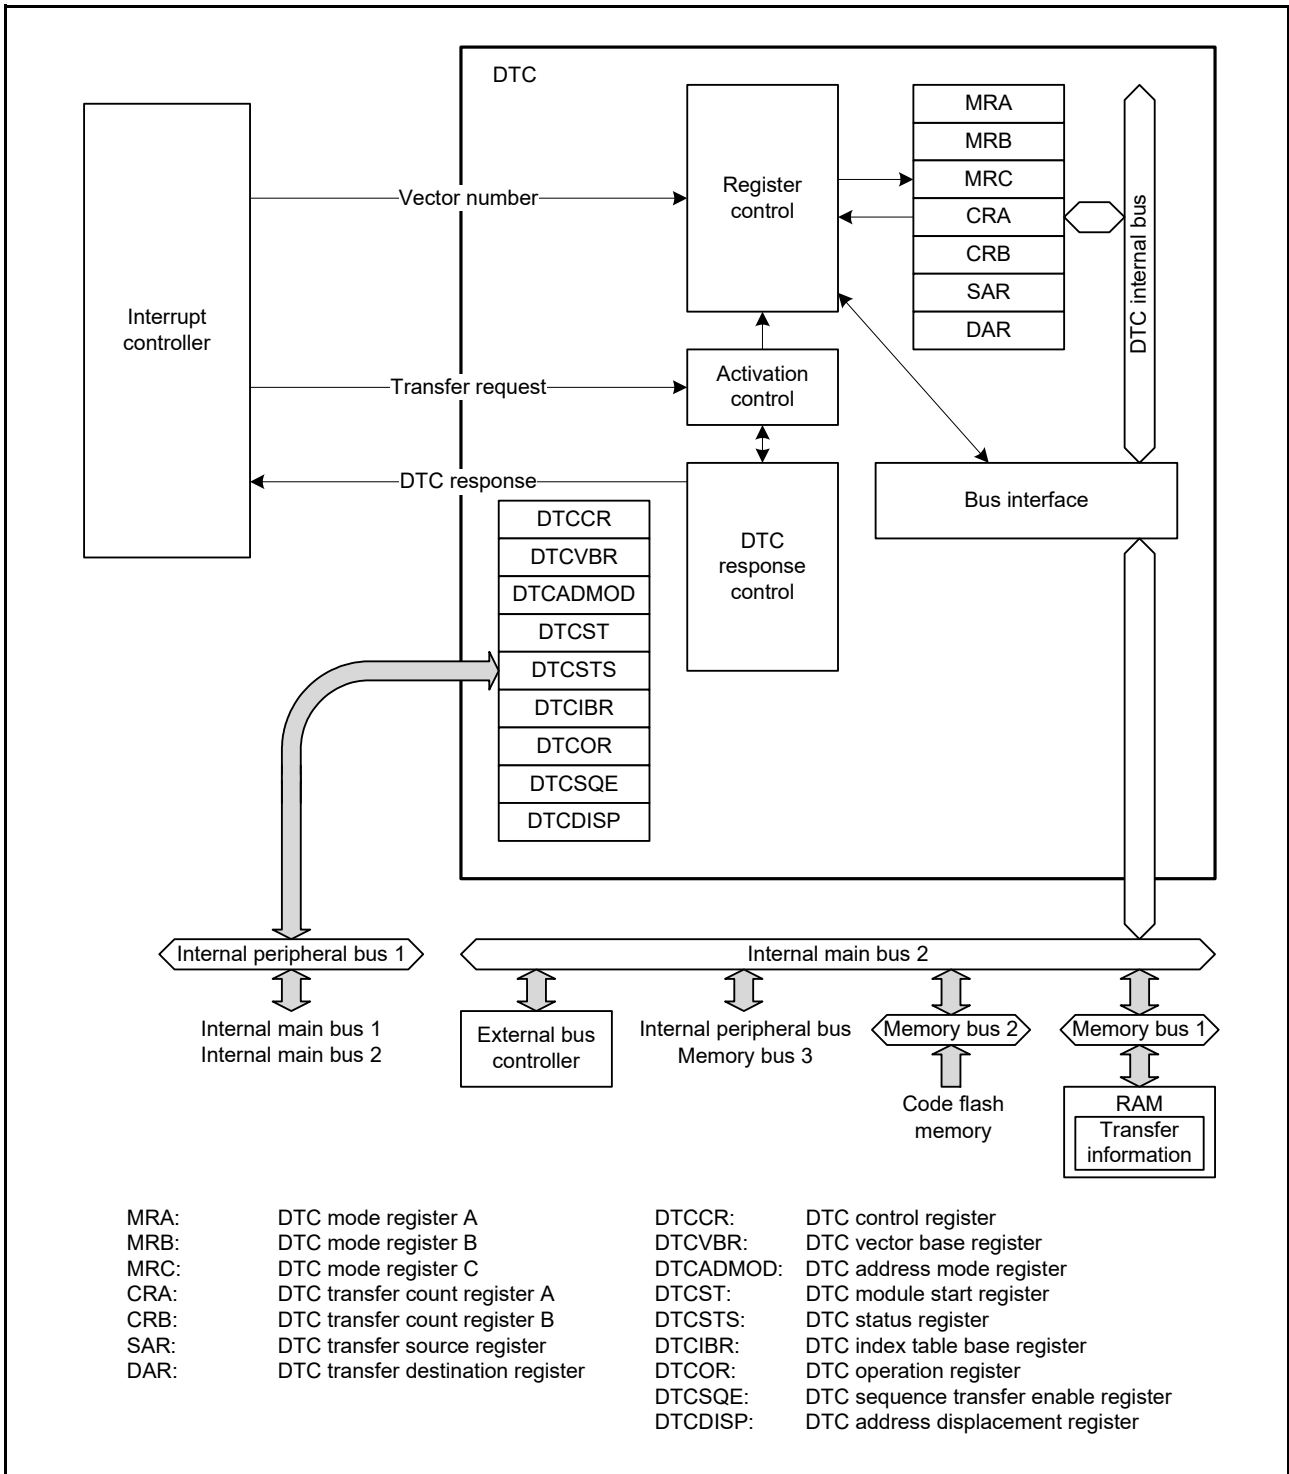 DTC
MRA
MRB
MRC
CRA
CRB
SAR
DAR
Register
control
DTC internal bus
Vector number
Interrupt
controller
Activation
control
Transfer request
DTC response
Bus interface
DTC
response
control
DTCCR
DTCVBR
DTCADMOD
DTCST
DTCSTS
DTCIBR
DTCOR
DTCSQE
DTCDISP
Internal peripheral bus 1
Internal main bus 2
Internal main bus 1
Internal main bus 2
External bus
controller
Internal peripheral bus
Memory bus 3
Memory bus 2
Memory bus 1
Code flash
memory
RAM
Transfer
information
MRA: DTC mode register A
MRB: DTC mode register B
MRC: DTC mode register C
CRA: DTC transfer count register A
CRB: DTC transfer count register B
SAR: DTC transfer source register
DAR: DTC transfer destination register
DTCCR: DTC control register
DTCVBR: DTC vector base register
DTCADMOD: DTC address mode register
DTCST: DTC module start register
DTCSTS: DTC status register
DTCIBR: DTC index table base register
DTCOR: DTC operation register
DTCSQE: DTC sequence transfer enable register
DTCDISP: DTC address displacement register